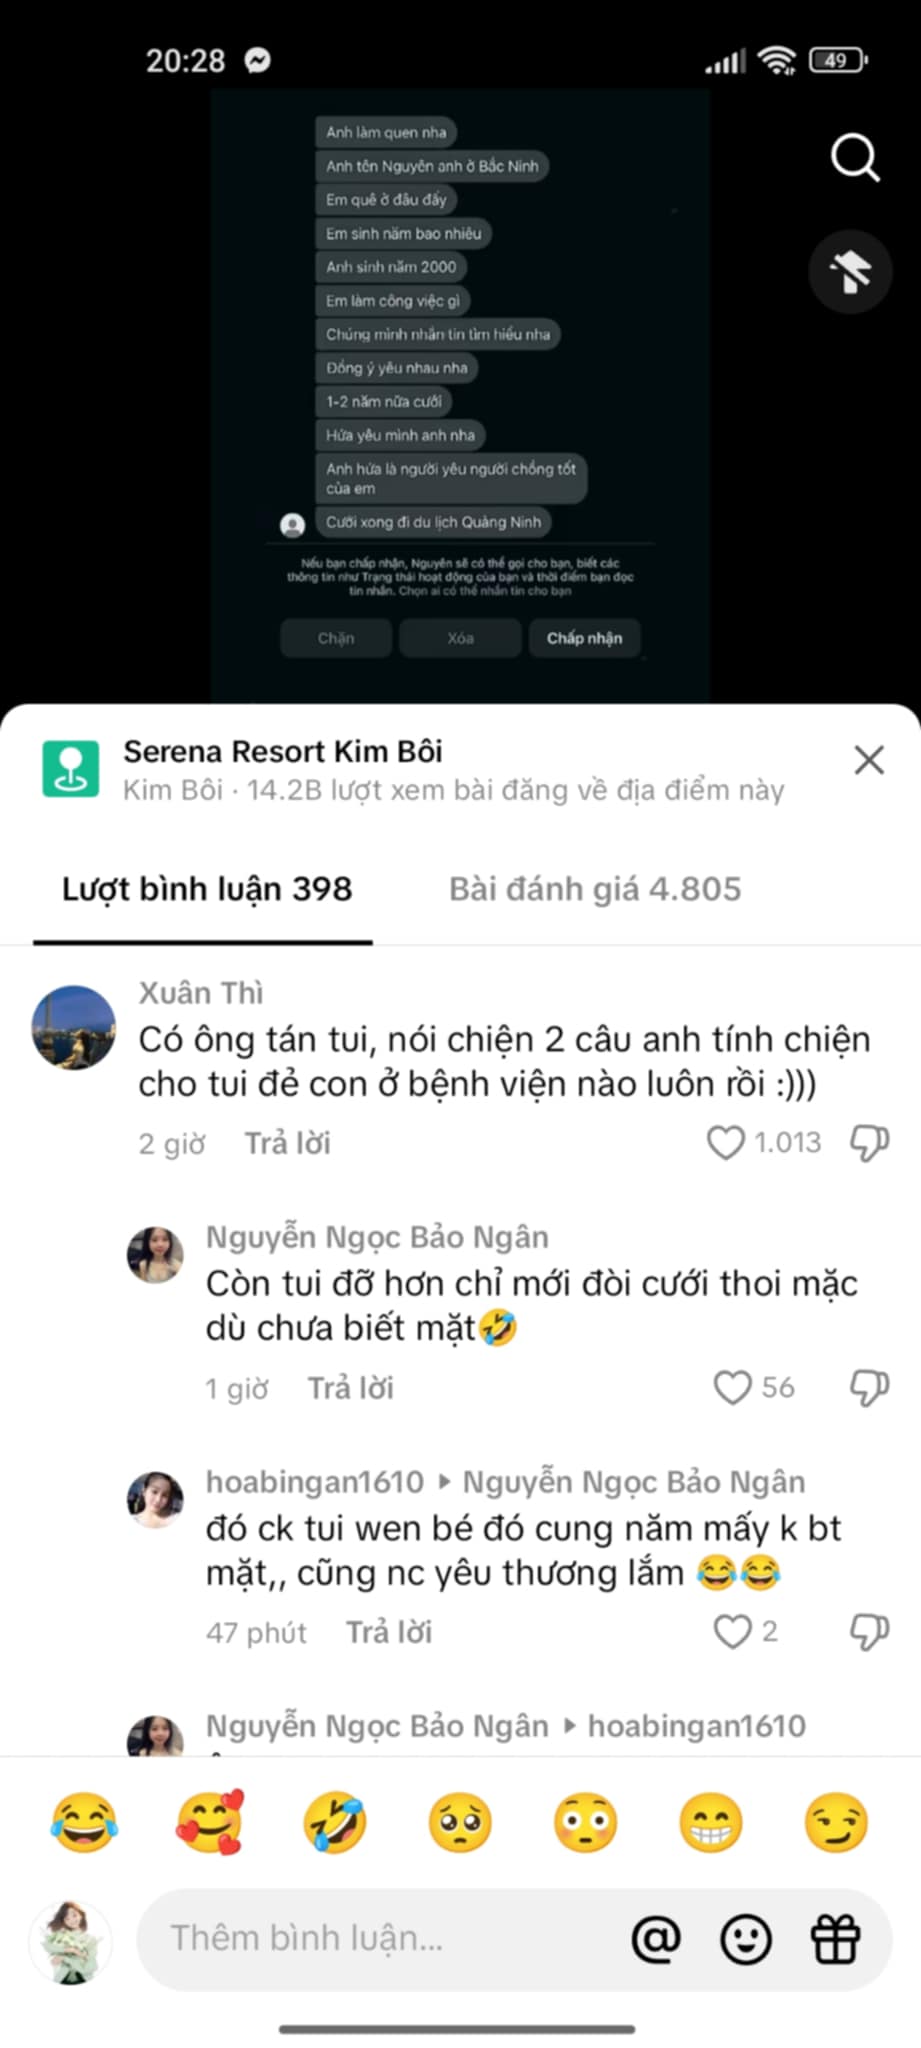 20:28
49
Anh làm quen nha
Anh tên Nguyên anh ở Bắc Ninh
Em quê ở đâu đấy
Em sinh năm bao nhiêu
Anh sinh năm 2000
Em làm công việc gì
Chúng mình nhắn tin tìm hiểu nha
Đồng ý yêu nhau nha
1-2 năm nữa cưới
Hứa yêu mình anh nha
Anh hứa là người yêu người chồng tốt
của em
Cưới xong đi du lịch Quảng Ninh
Nếu bạn chấp nhận, Nguyên sẽ có thể gọi cho bạn, biết các
thông tin như Trạng thái hoạt động của bạn và thời điểm bạn đọc
tin nhắn. Chọn ai có thể nhắn tin cho bạn
Chặn Xóa Chấp nhận
Serena Resort Kim Bôi
Kim Bôi · 14.2B lượt xem bài đăng về địa điểm này
Lượt bình luận 398 Bài đánh giá 4.805
Xuân Thì
Có ông tán tui, nói chiện 2 câu anh tính chiện
cho tui đẻ con ở bệnh viện nào luôn rồi :)))
2 giờ Trả lời 1.013
Nguyễn Ngọc Bảo Ngân
Còn tui đỡ hơn chỉ mới đòi cưới thoi mặc
dù chưa biết mặt🤣
1 giờ Trả lời 56
hoabingan1610 ▸ Nguyễn Ngọc Bảo Ngân
đó ck tui wen bé đó cung năm mấy k bt
mặt,, cũng nc yêu thương lắm 😂😂
47 phút Trả lời 2
Nguyễn Ngọc Bảo Ngân ▸ hoabingan1610
Thêm bình luận...